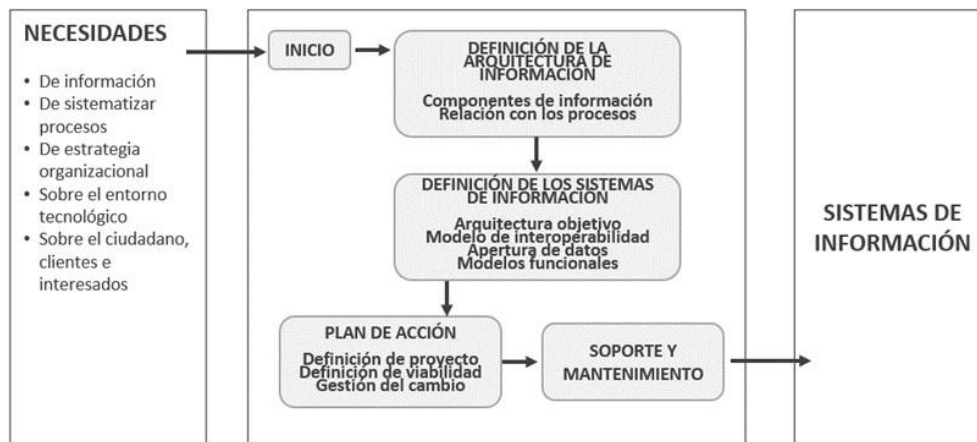 NECESIDADES
• De información
• De sistematizar
procesos
• De estrategia
organizacional
• Sobre el entorno
tecnológico
• Sobre el ciudadano,
clientes e
interesados
INICIO
DEFINICIÓN DE LA
ARQUITECTURA DE
INFORMACIÓN
Componentes de información
Relación con los procesos
DEFINICIÓN DE LOS SISTEMAS
DE INFORMACIÓN
Arquitectura objetivo
Modelo de interoperabilidad
Apertura de datos
Modelos funcionales
PLAN DE ACCIÓN
Definición de proyecto
Definición de viabilidad
Gestión del cambio
SOPORTE Y
MANTENIMIENTO
SISTEMAS DE
INFORMACIÓN